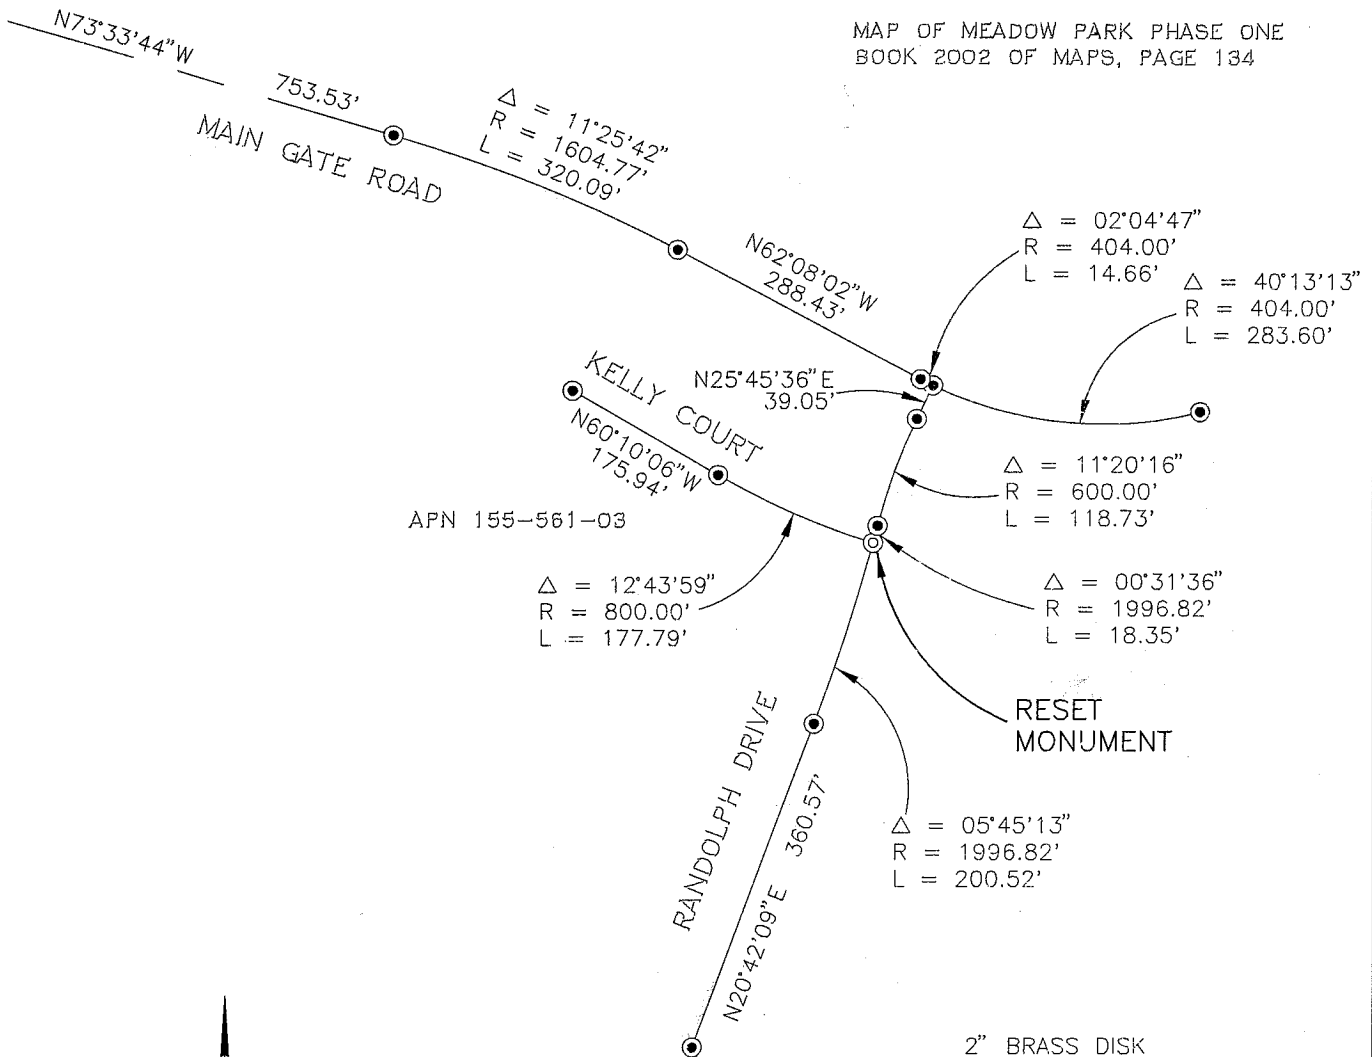 MAP OF MEADOW PARK PHASE ONE
BOOK 2002 OF MAPS, PAGE 134
N73°33'44"W
753.53'
MAIN GATE ROAD
Δ = 11°25'42"
R = 1604.77'
L = 320.09'
N62°08'02"W
288.43'
Δ = 02°04'47"
R = 404.00'
L = 14.66'
Δ = 40°13'13"
R = 404.00'
L = 283.60'
KELLY COURT
N25°45'36"E
39.05'
N60°10'06"W
175.94'
Δ = 11°20'16"
R = 600.00'
L = 118.73'
APN 155-561-03
Δ = 12°43'59"
R = 800.00'
L = 177.79'
Δ = 00°31'36"
R = 1996.82'
L = 18.35'
RESET
MONUMENT
RANDOLPH DRIVE
N20°42'09"E 360.57'
Δ = 05°45'13"
R = 1996.82'
L = 200.52'
2" BRASS DISK